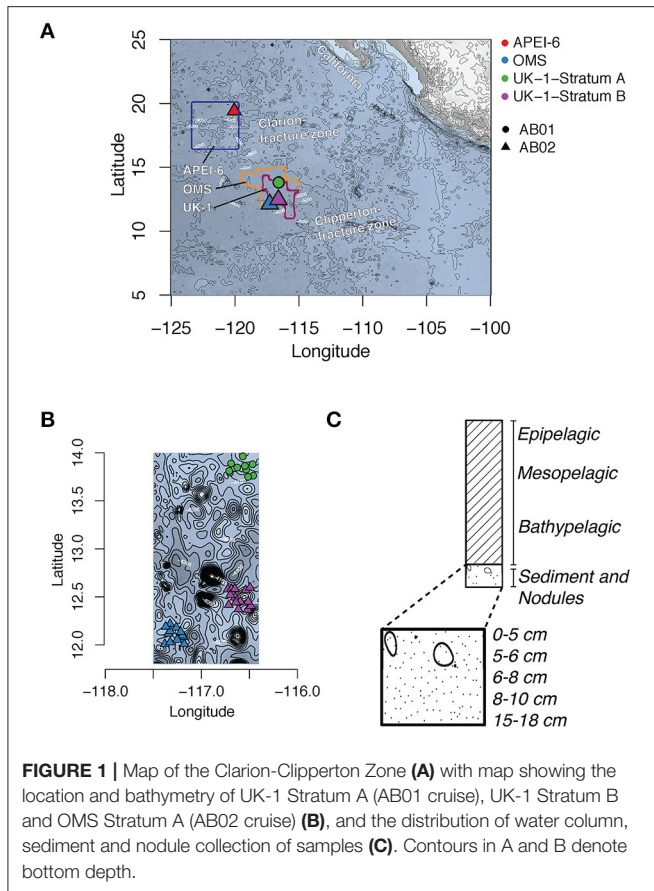 A
APEI-6
OMS
UK-1-Stratum A
UK-1-Stratum B
AB01
AB02
25
20
15
10
5
Latitude
California
Clarion-
fracture zone
APEI-6
OMS
UK-1
Clipperton-
fracture zone
-125
-120
-115
-110
-105
-100
Longitude
B
14.0
13.5
13.0
12.5
12.0
Latitude
-118.0
-117.0
-116.0
Longitude
C
Epipelagic
Mesopelagic
Bathypelagic
Sediment and
Nodules
0-5 cm
5-6 cm
6-8 cm
8-10 cm
15-18 cm
FIGURE 1 | Map of the Clarion-Clipperton Zone (A) with map showing the
location and bathymetry of UK-1 Stratum A (AB01 cruise), UK-1 Stratum B
and OMS Stratum A (AB02 cruise) (B), and the distribution of water column,
sediment and nodule collection of samples (C). Contours in A and B denote
bottom depth.